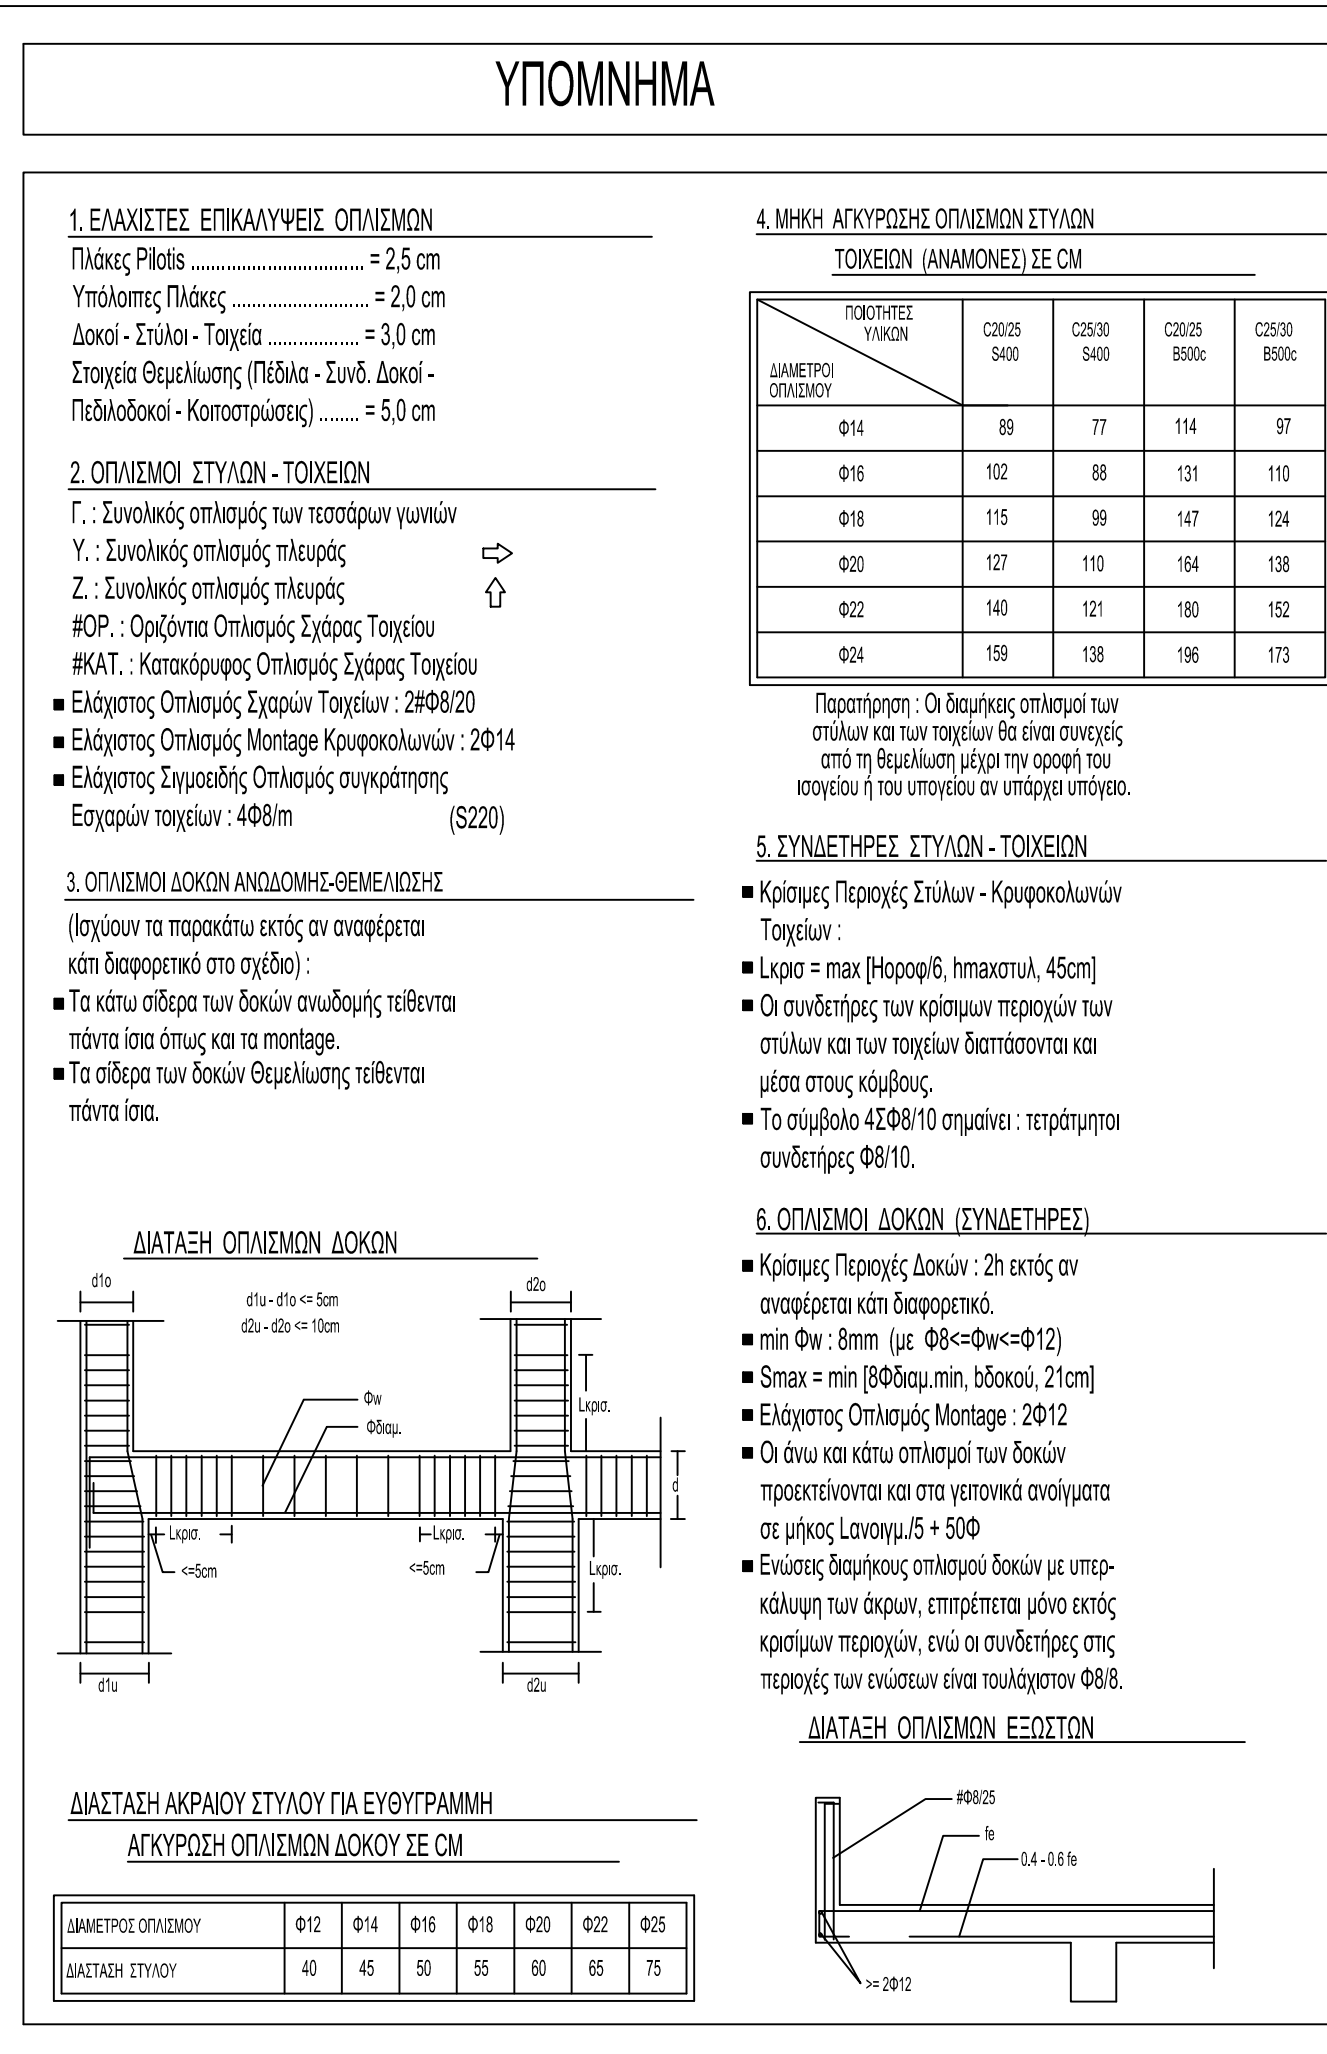 ΥΠΟΜΝΗΜΑ
1. ΕΛΑΧΙΣΤΕΣ ΕΠΙΚΑΛΥΨΕΙΣ ΟΠΛΙΣΜΩΝ
Πλάκες Pilotis ................................ = 2,5 cm
Υπόλοιπες Πλάκες .......................... = 2,0 cm
Δοκοί - Στύλοι - Τοιχεία ................. = 3,0 cm
Στοιχεία Θεμελίωσης (Πέδιλα - Συνδ. Δοκοί -
Πεδιλοδοκοί - Κοιτοστρώσεις) ........ = 5,0 cm
2. ΟΠΛΙΣΜΟΙ ΣΤΥΛΩΝ - ΤΟΙΧΕΙΩΝ
Γ. : Συνολικός οπλισμός των τεσσάρων γωνιών
Υ. : Συνολικός οπλισμός πλευράς
Ζ. : Συνολικός οπλισμός πλευράς
#ΟΡ. : Οριζόντια Οπλισμός Σχάρας Τοιχείου
#ΚΑΤ. : Κατακόρυφος Οπλισμός Σχάρας Τοιχείου
■ Ελάχιστος Οπλισμός Σχαρών Τοιχείων : 2#Φ8/20
■ Ελάχιστος Οπλισμός Montage Κρυφοκολωνών : 2Φ14
■ Ελάχιστος Σιγμοειδής Οπλισμός συγκράτησης
Εσχαρών τοιχείων : 4Φ8/m (S220)
3. ΟΠΛΙΣΜΟΙ ΔΟΚΩΝ ΑΝΩΔΟΜΗΣ-ΘΕΜΕΛΙΩΣΗΣ
(Ισχύουν τα παρακάτω εκτός αν αναφέρεται
κάτι διαφορετικό στο σχέδιο) :
■ Τα κάτω σίδερα των δοκών ανωδομής τείθενται
πάντα ίσια όπως και τα montage.
■ Τα σίδερα των δοκών Θεμελίωσης τείθενται
πάντα ίσια.
ΔΙΑΤΑΞΗ ΟΠΛΙΣΜΩΝ ΔΟΚΩΝ
d1o
d2o
d1u - d1o <= 5cm
d2u - d2o <= 10cm
Φw
Lκρισ.
Φδιαμ.
d
Lκρισ.
Lκρισ.
<=5cm
<=5cm
Lκρισ.
d1u
d2u
ΔΙΑΣΤΑΣΗ ΑΚΡΑΙΟΥ ΣΤΥΛΟΥ ΓΙΑ ΕΥΘΥΓΡΑΜΜΗ
ΑΓΚΥΡΩΣΗ ΟΠΛΙΣΜΩΝ ΔΟΚΟΥ ΣΕ CM
ΔΙΑΜΕΤΡΟΣ ΟΠΛΙΣΜΟΥ Φ12 Φ14 Φ16 Φ18 Φ20 Φ22 Φ25
ΔΙΑΣΤΑΣΗ ΣΤΥΛΟΥ 40 45 50 55 60 65 75
4. ΜΗΚΗ ΑΓΚΥΡΩΣΗΣ ΟΠΛΙΣΜΩΝ ΣΤΥΛΩΝ
ΤΟΙΧΕΙΩΝ (ΑΝΑΜΟΝΕΣ) ΣΕ CM
ΠΟΙΟΤΗΤΕΣ
ΥΛΙΚΩΝ
ΔΙΑΜΕΤΡΟΙ
ΟΠΛΙΣΜΟΥ
C20/25 C25/30 C20/25 C25/30
S400 S400 B500c B500c
Φ14 89 77 114 97
Φ16 102 88 131 110
Φ18 115 99 147 124
Φ20 127 110 164 138
Φ22 140 121 180 152
Φ24 159 138 196 173
Παρατήρηση : Οι διαμήκεις οπλισμοί των
στύλων και των τοιχείων θα είναι συνεχείς
από τη θεμελίωση μέχρι την οροφή του
ισογείου ή του υπογείου αν υπάρχει υπόγειο.
5. ΣΥΝΔΕΤΗΡΕΣ ΣΤΥΛΩΝ - ΤΟΙΧΕΙΩΝ
■ Κρίσιμες Περιοχές Στύλων - Κρυφοκολωνών
Τοιχείων :
■ Lκρισ = max [Hοροφ/6, hmaxστυλ, 45cm]
■ Οι συνδετήρες των κρίσιμων περιοχών των
στύλων και των τοιχείων διαττάσονται και
μέσα στους κόμβους.
■ Το σύμβολο 4ΣΦ8/10 σημαίνει : τετράτμητοι
συνδετήρες Φ8/10.
6. ΟΠΛΙΣΜΟΙ ΔΟΚΩΝ (ΣΥΝΔΕΤΗΡΕΣ)
■ Κρίσιμες Περιοχές Δοκών : 2h εκτός αν
αναφέρεται κάτι διαφορετικό.
■ min Φw : 8mm (με Φ8<=Φw<=Φ12)
■ Smax = min [8Φδιαμ.min, bδοκού, 21cm]
■ Ελάχιστος Οπλισμός Montage : 2Φ12
■ Οι άνω και κάτω οπλισμοί των δοκών
προεκτείνονται και στα γειτονικά ανοίγματα
σε μήκος Lανοιγμ./5 + 50Φ
■ Ενώσεις διαμήκους οπλισμού δοκών με υπερ-
κάλυψη των άκρων, επιτρέπεται μόνο εκτός
κρισίμων περιοχών, ενώ οι συνδετήρες στις
περιοχές των ενώσεων είναι τουλάχιστον Φ8/8.
ΔΙΑΤΑΞΗ ΟΠΛΙΣΜΩΝ ΕΞΩΣΤΩΝ
#Φ8/25
fe
0.4 - 0.6 fe
>= 2Φ12